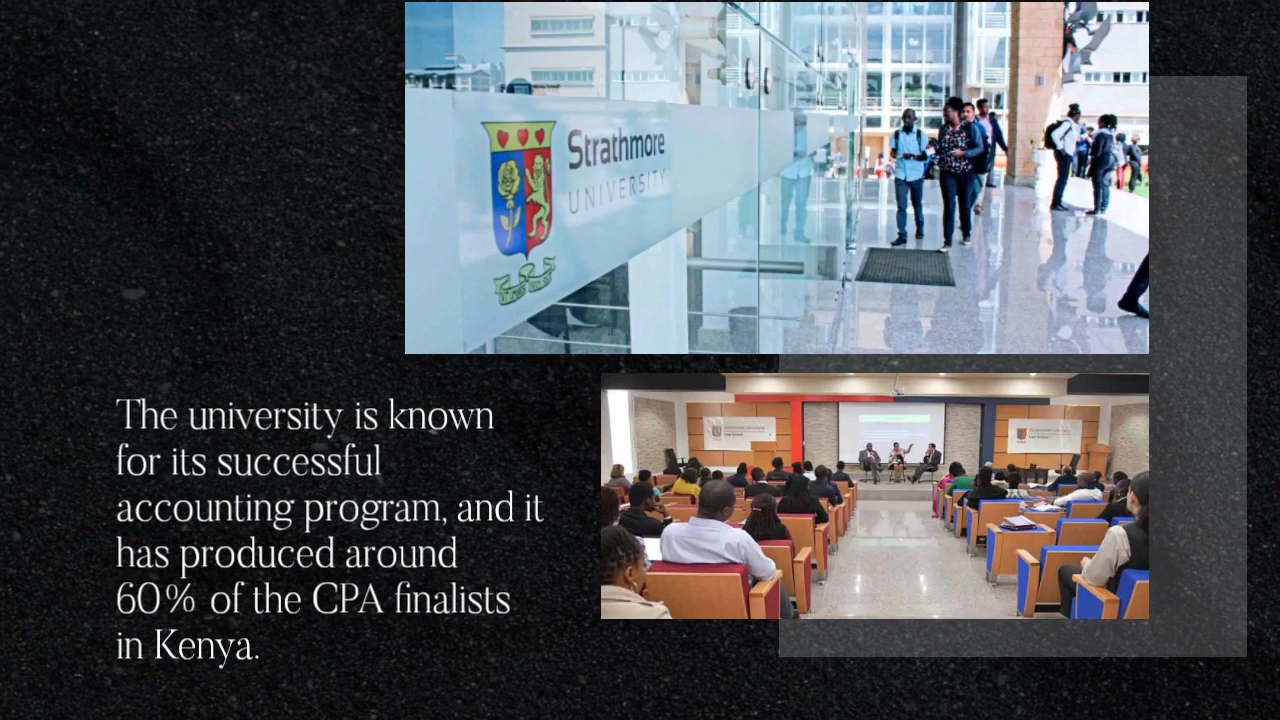 Strathmore
UNIVERSITY
The university is known
for its successful
accounting program, and it
has produced around
60% of the CPA finalists
in Kenya.